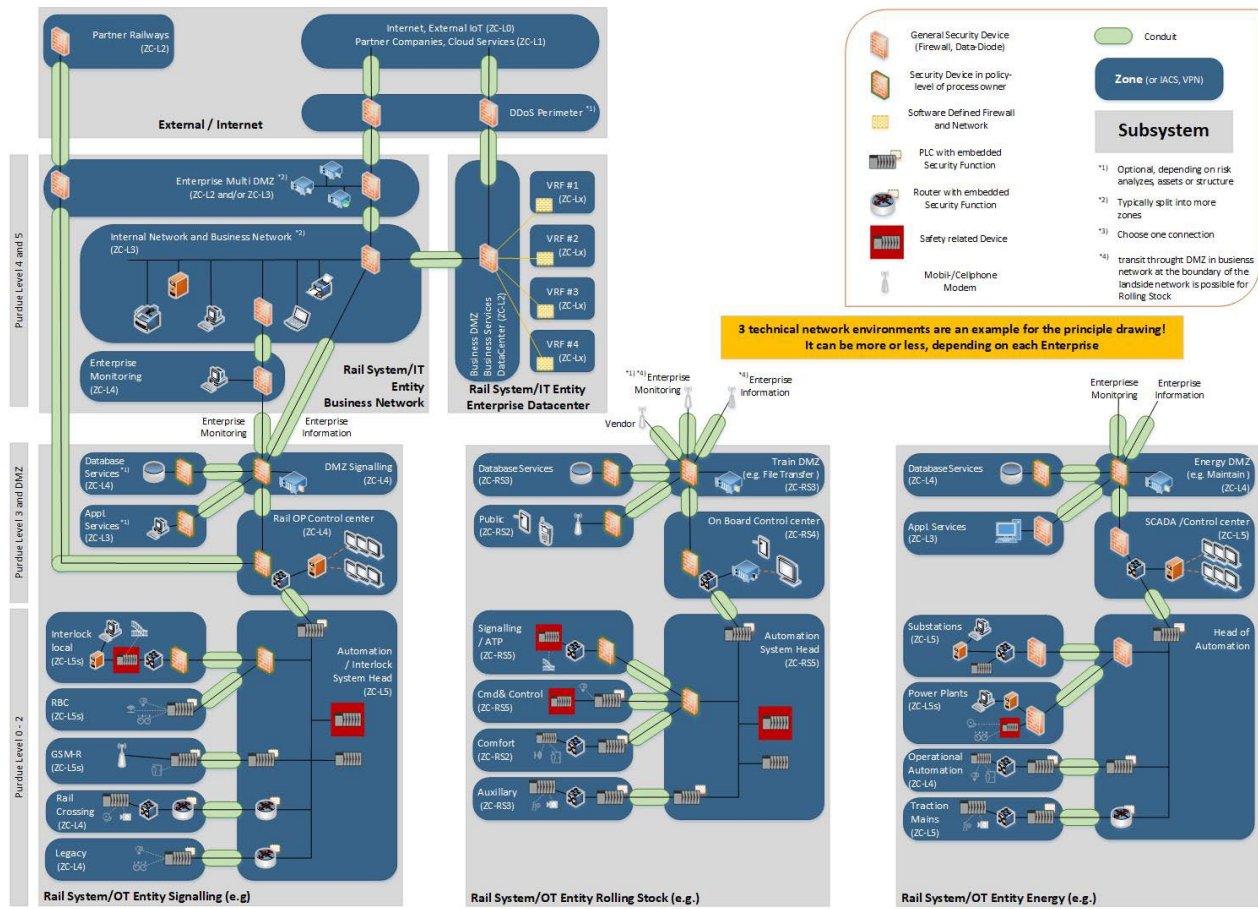 Partner Railways
(ZC-L2)
Internet, External IoT (ZC-L0)
Partner Companies, Cloud Services (ZC-L1)
DDoS Perimeter *1)
External / Internet
General Security Device
(Firewall, Data-Diode)
Security Device in policy-
level of process owner
Software Defined Firewall
and Network
PLC with embedded
Security Function
Router with embedded
Security Function
Safety related Device
Mobil-/Cellphone
Modem
Conduit
Zone (or IACS, VPN)
Subsystem
*1) Optional, depending on risk
analyzes, assets or structure
*2) Typically split into more
zones
*3) Choose one connection
*4) transit throught DMZ in busienss
network at the boundary of the
landside network is possible for
Rolling Stock
Purdue Level 4 and 5
Enterprise Multi DMZ *2)
(ZC-L2 and/or ZC-L3)
Internal Network and Business Network *2)
(ZC-L3)
Enterprise
Monitoring
(ZC-L4)
Rail System/IT
Entity
Business Network
Business DMZ
Business Services
DataCenter (ZC-L2)
VRF #1
(ZC-Lx)
VRF #2
(ZC-Lx)
VRF #3
(ZC-Lx)
VRF #4
(ZC-Lx)
Rail System/IT Entity
Enterprise Datacenter
3 technical network environments are an example for the principle drawing!
It can be more or less, depending on each Enterprise
Purdue Level 3 and DMZ
Purdue Level 0 - 2
Enterprise
Monitoring
Enterprise
Information
Database
Services *1)
(ZC-L4)
DMZ Signalling
(ZC-L4)
Appl.
Services *1)
(ZC-L3)
Rail OP Control center
(ZC-L4)
Interlock
local
(ZC-L5s)
RBC
(ZC-L5s)
GSM-R
(ZC-L5s)
Rail
Crossing
(ZC-L4)
Legacy
(ZC-L4)
Automation
/ Interlock
System Head
(ZC-L5)
Rail System/OT Entity Signalling (e.g)
Vendor
*1) *4) Enterprise
Monitoring
*4) Enterprise
Information
Database Services
(ZC-RS3)
Train DMZ
(e.g. File Transfer )
(ZC-RS3)
Public
(ZC-RS2)
On Board Control center
(ZC-RS4)
Signalling
/ ATP
(ZC-RS5)
Cmd& Control
(ZC-RS5)
Comfort
(ZC-RS2)
Auxillary
(ZC-RS3)
Automation
System Head
(ZC-RS5)
Rail System/OT Entity Rolling Stock (e.g.)
Enterpriese
Monitoring
Enterprise
Information
Database Services
(ZC-L4)
Energy DMZ
(e.g. Maintain )
(ZC-L4)
Appl. Services
(ZC-L3)
SCADA /Control center
(ZC-L5)
Substations
(ZC-L5)
Power Plants
(ZC-L5s)
Operational
Automation
(ZC-L4)
Traction
Mains
(ZC-L5)
Head of
Automation
Rail System/OT Entity Energy (e.g.)